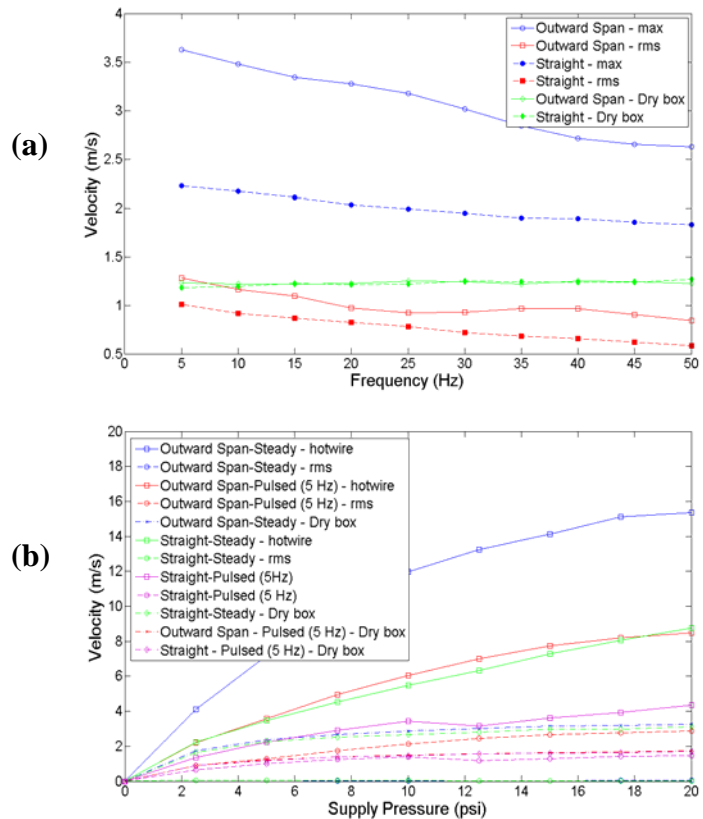 (a)
4
3.5
3
2.5
2
1.5
1
0.5
Velocity (m/s)
Outward Span - max
Outward Span - rms
Straight - max
Straight - rms
Outward Span - Dry box
Straight - Dry box
0 5 10 15 20 25 30 35 40 45 50
Frequency (Hz)
(b)
20
18
16
14
12
10
8
6
4
2
0
Velocity (m/s)
Outward Span-Steady - hotwire
Outward Span-Steady - rms
Outward Span-Pulsed (5 Hz) - hotwire
Outward Span-Pulsed (5 Hz) - rms
Outward Span-Steady - Dry box
Straight-Steady - hotwire
Straight-Steady - rms
Straight-Pulsed (5Hz)
Straight-Pulsed (5 Hz)
Straight-Steady - Dry box
Outward Span - Pulsed (5 Hz) - Dry box
Straight - Pulsed (5 Hz) - Dry box
0 2 4 6 8 10 12 14 16 18 20
Supply Pressure (psi)